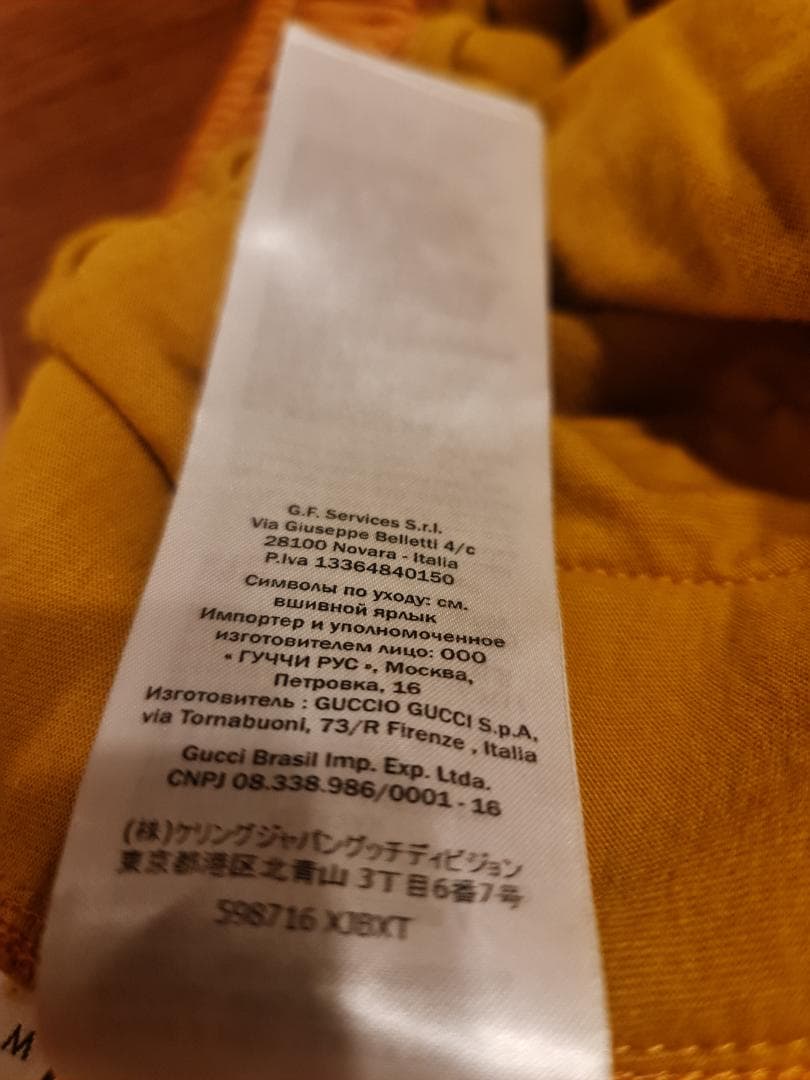 G.F. Services S.r.l.
Via Giuseppe Belletti 4/c
28100 Novara - Italia
P.Iva 13364840150
Символы по уходу: см.
вшивной ярлык
Импортер и уполномоченное
изготовителем лицо: ООО
« ГУЧЧИ РУС », Москва,
Петровка, 16
Изготовитель : GUCCIO GUCCI S.p.A,
via Tornabuoni, 73/R Firenze , Italia
Gucci Brasil Imp. Exp. Ltda.
CNPJ 08.338.986/0001 - 16
(株)ケリングジャパングッチディビジョン
東京都港区北青山 3丁目6番7号
598716 XJBXT
M